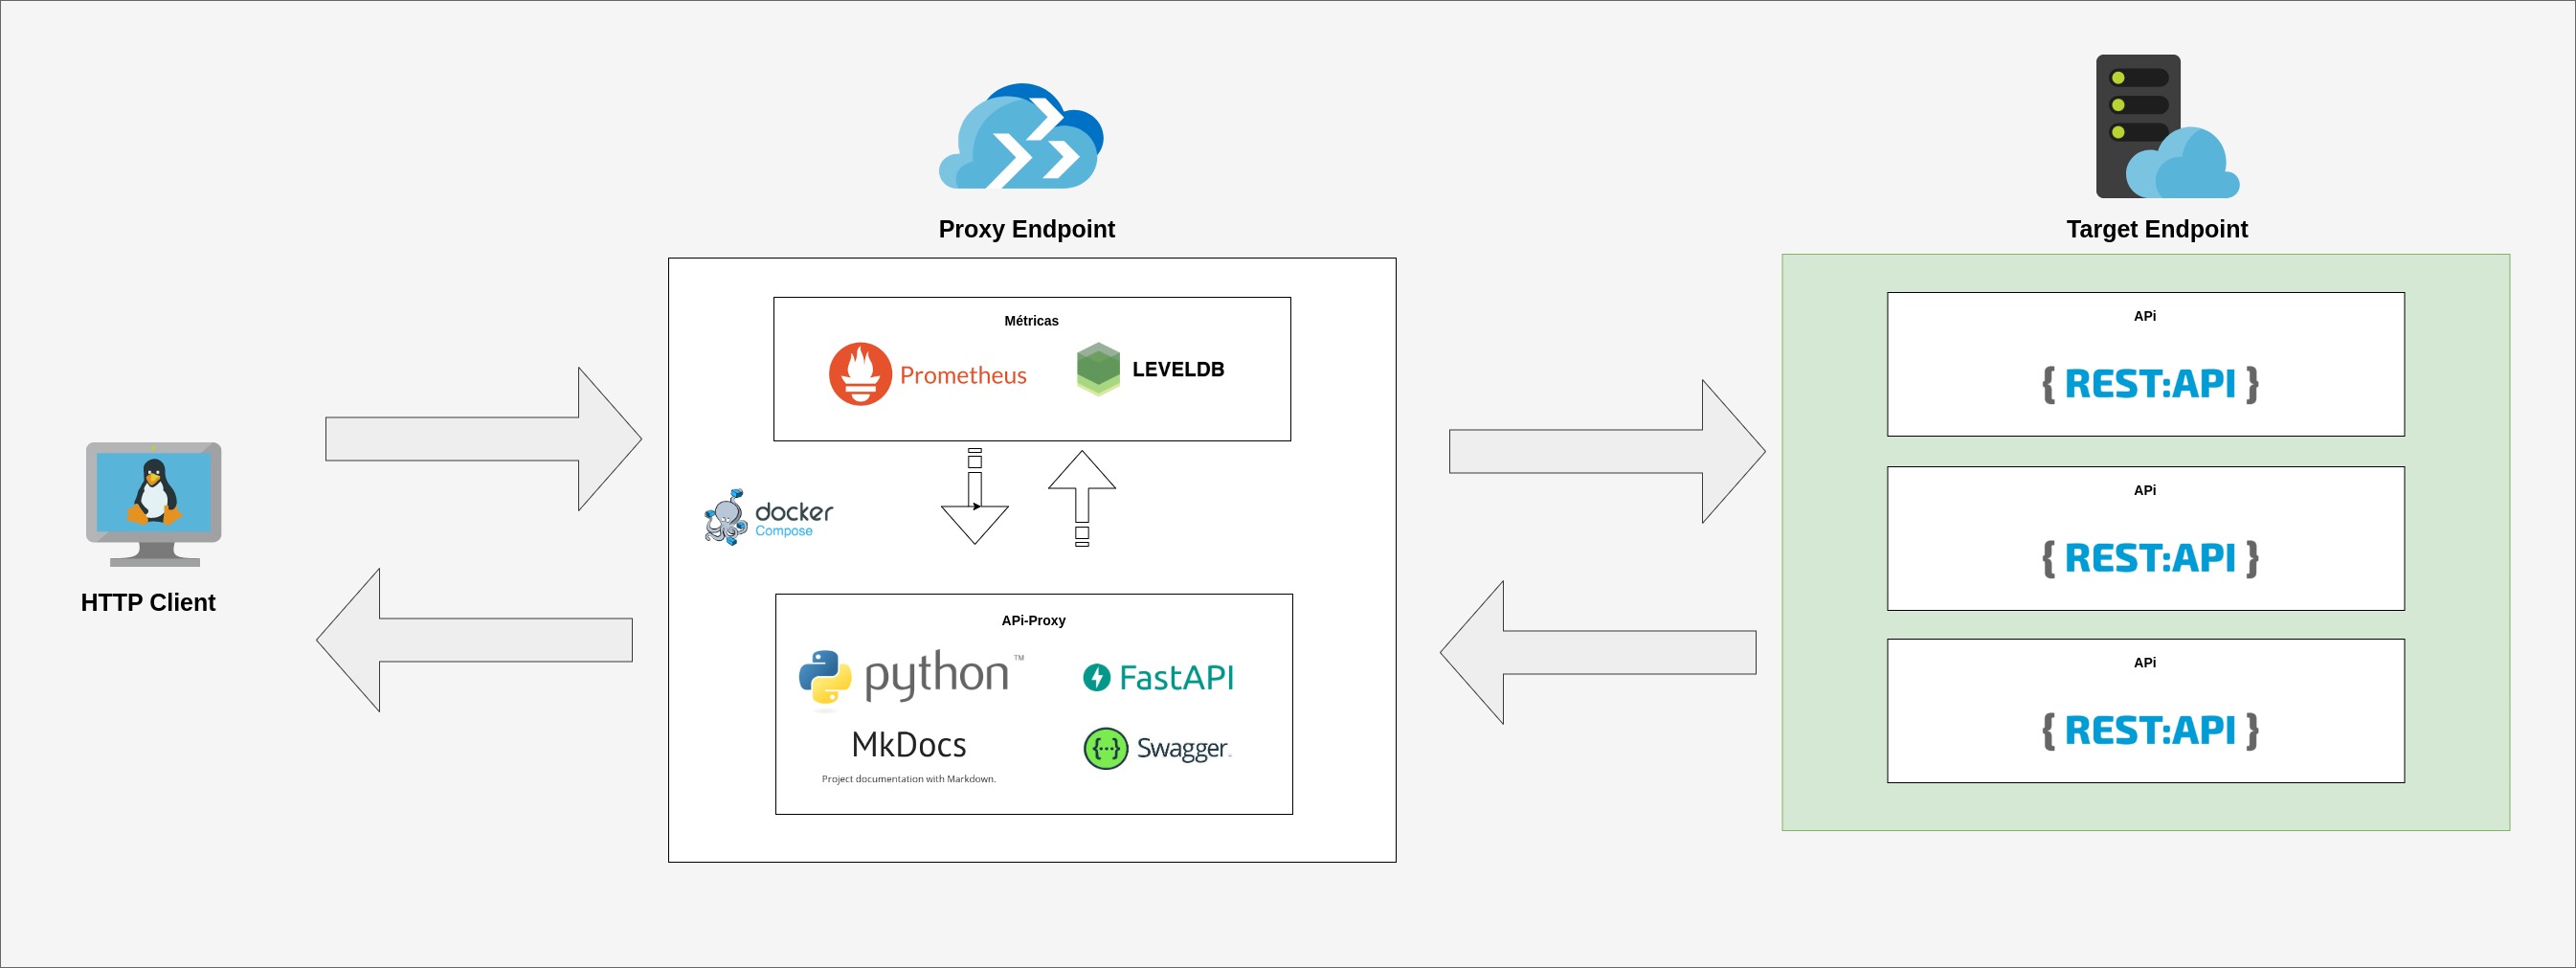 Proxy Endpoint
Target Endpoint
Métricas
Prometheus
LEVELDB
docker
Compose
HTTP Client
APi-Proxy
python™
FastAPI
MkDocs
Project documentation with Markdown.
{···}
Swagger
APi
{ REST:API }
APi
{ REST:API }
APi
{ REST:API }